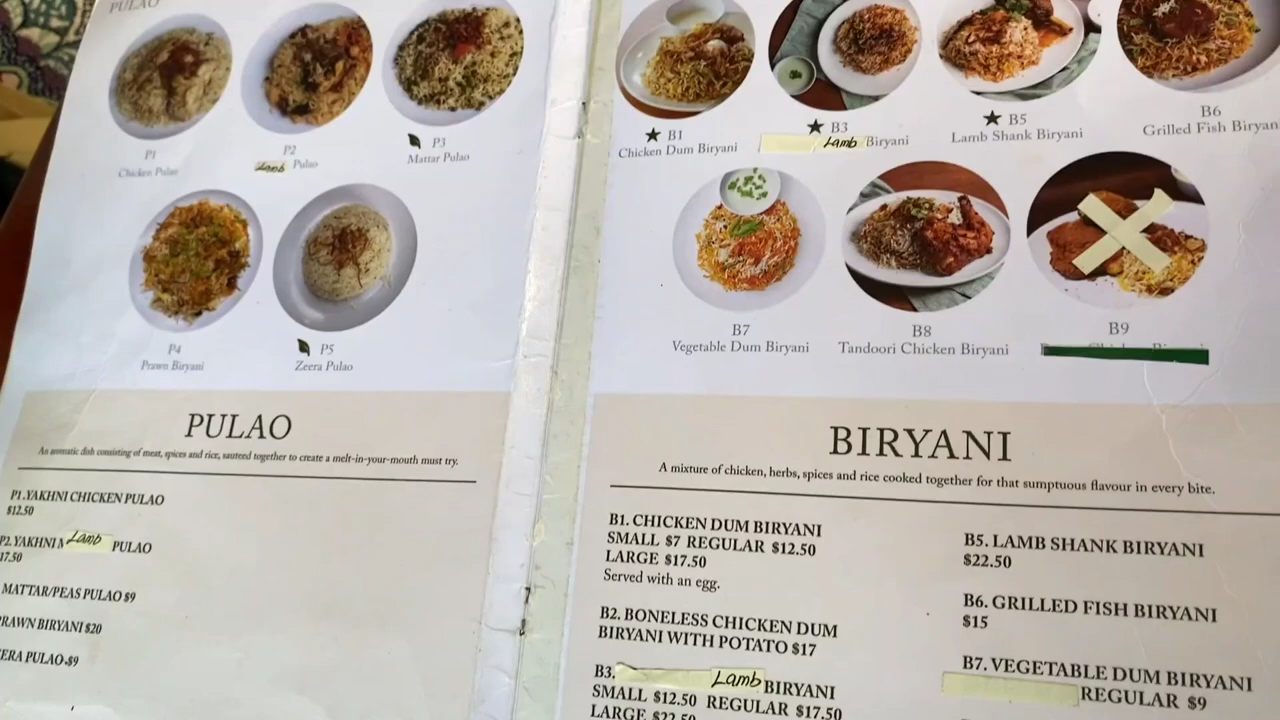 PULAO
P1
Chicken Pulao
P2
Lamb Pulao
P3
Mattar Pulao
P4
Prawn Biryani
P5
Zeera Pulao
PULAO
An aromatic dish consisting of meat, spices and rice, sauteed together to create a melt-in-your-mouth must try.
P1.YAKHNI CHICKEN PULAO
$12.50
P2.YAKHNI Lamb PULAO
17.50
MATTAR/PEAS PULAO $9
PRAWN BIRYANI $20
ERA PULAO-$9
★ B1
Chicken Dum Biryani
★ B3
Lamb Biryani
★ B5
Lamb Shank Biryani
B6
Grilled Fish Biryan
B7
Vegetable Dum Biryani
B8
Tandoori Chicken Biryani
B9
BIRYANI
A mixture of chicken, herbs, spices and rice cooked together for that sumptuous flavour in every bite.
B1. CHICKEN DUM BIRYANI
SMALL $7 REGULAR $12.50
LARGE $17.50
Served with an egg.
B2. BONELESS CHICKEN DUM
BIRYANI WITH POTATO $17
B3. Lamb BIRYANI
SMALL $12.50 REGULAR $17.50
LARGE $22.50
B5. LAMB SHANK BIRYANI
$22.50
B6. GRILLED FISH BIRYANI
$15
B7. VEGETABLE DUM BIRYANI
REGULAR $9